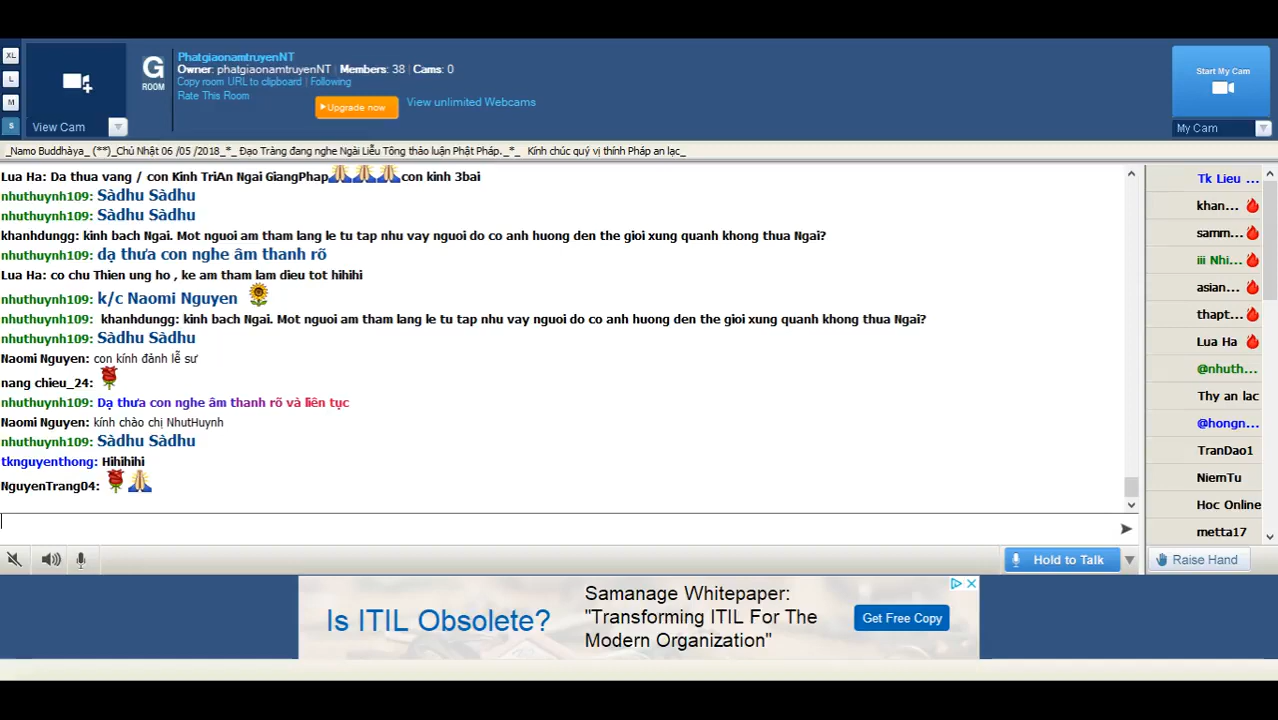 XL
L
M
S
View Cam
G
ROOM
PhatgiaonamtruyenNT
Owner: phatgiaonamtruyenNT | Members: 38 | Cams: 0
Copy room URL to clipboard | Following
Rate This Room
Upgrade now
View unlimited Webcams
Start My Cam
My Cam
_Namo Buddhàya_ (**)_Chủ Nhật 06 /05 /2018_*_ Đạo Tràng đang nghe Ngài Liễu Tông thảo luận Phật Pháp._*_ Kính chúc quý vị thính Pháp an lạc_
Lua Ha: Da thua vang / con Kinh TriAn Ngai GiangPhap🙏🙏🙏con kinh 3bai
nhuthuynh109: Sàdhu Sàdhu
nhuthuynh109: Sàdhu Sàdhu
khanhdungg: kinh bach Ngai. Mot nguoi am tham lang le tu tap nhu vay nguoi do co anh huong den the gioi xung quanh khong thua Ngai?
nhuthuynh109: dạ thưa con nghe âm thanh rõ
Lua Ha: co chu Thien ung ho , ke am tham lam dieu tot hihihi
nhuthuynh109: k/c Naomi Nguyen 🌻
nhuthuynh109: khanhdungg: kinh bach Ngai. Mot nguoi am tham lang le tu tap nhu vay nguoi do co anh huong den the gioi xung quanh khong thua Ngai?
nhuthuynh109: Sàdhu Sàdhu
Naomi Nguyen: con kính đảnh lễ sư
nang chieu_24: 🌹
nhuthuynh109: Dạ thưa con nghe âm thanh rõ và liên tục
Naomi Nguyen: kính chào chị NhutHuynh
nhuthuynh109: Sàdhu Sàdhu
tknguyenthong: Hihihihi
NguyenTrang04: 🌹🙏
Tk Lieu ...
khan...
samm...
iii Nhi...
asian...
thapt...
Lua Ha
@nhuth...
Thy an lac
@hongn...
TranDao1
NiemTu
Hoc Online
metta17
Hold to Talk
Raise Hand
Is ITIL Obsolete?
Samanage Whitepaper:
"Transforming ITIL For The
Modern Organization"
Get Free Copy